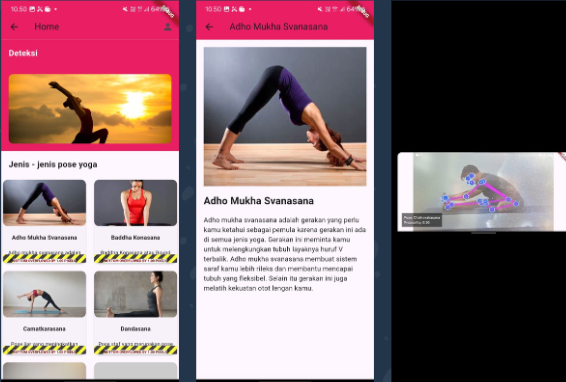 10.50
Home
Deteksi
Jenis - jenis pose yoga
Adho Mukha Svanasana
Baddha Konasana
Camatkarasana
Dandasana
10.50
Adho Mukha Svanasana
Adho Mukha Svanasana
Adho mukha svanasana adalah gerakan yang perlu
kamu ketahui sebagai pemula karena gerakan ini ada
di semua jenis yoga. Gerakan ini meminta kamu
untuk melengkungkan tubuh layaknya huruf V
terbalik. Adho mukha svanasana membuat sistem
saraf kamu lebih rileks dan membantu mencapai
tubuh yang fleksibel. Selain itu gerakan ini juga
melatih kekuatan otot lengan kamu.